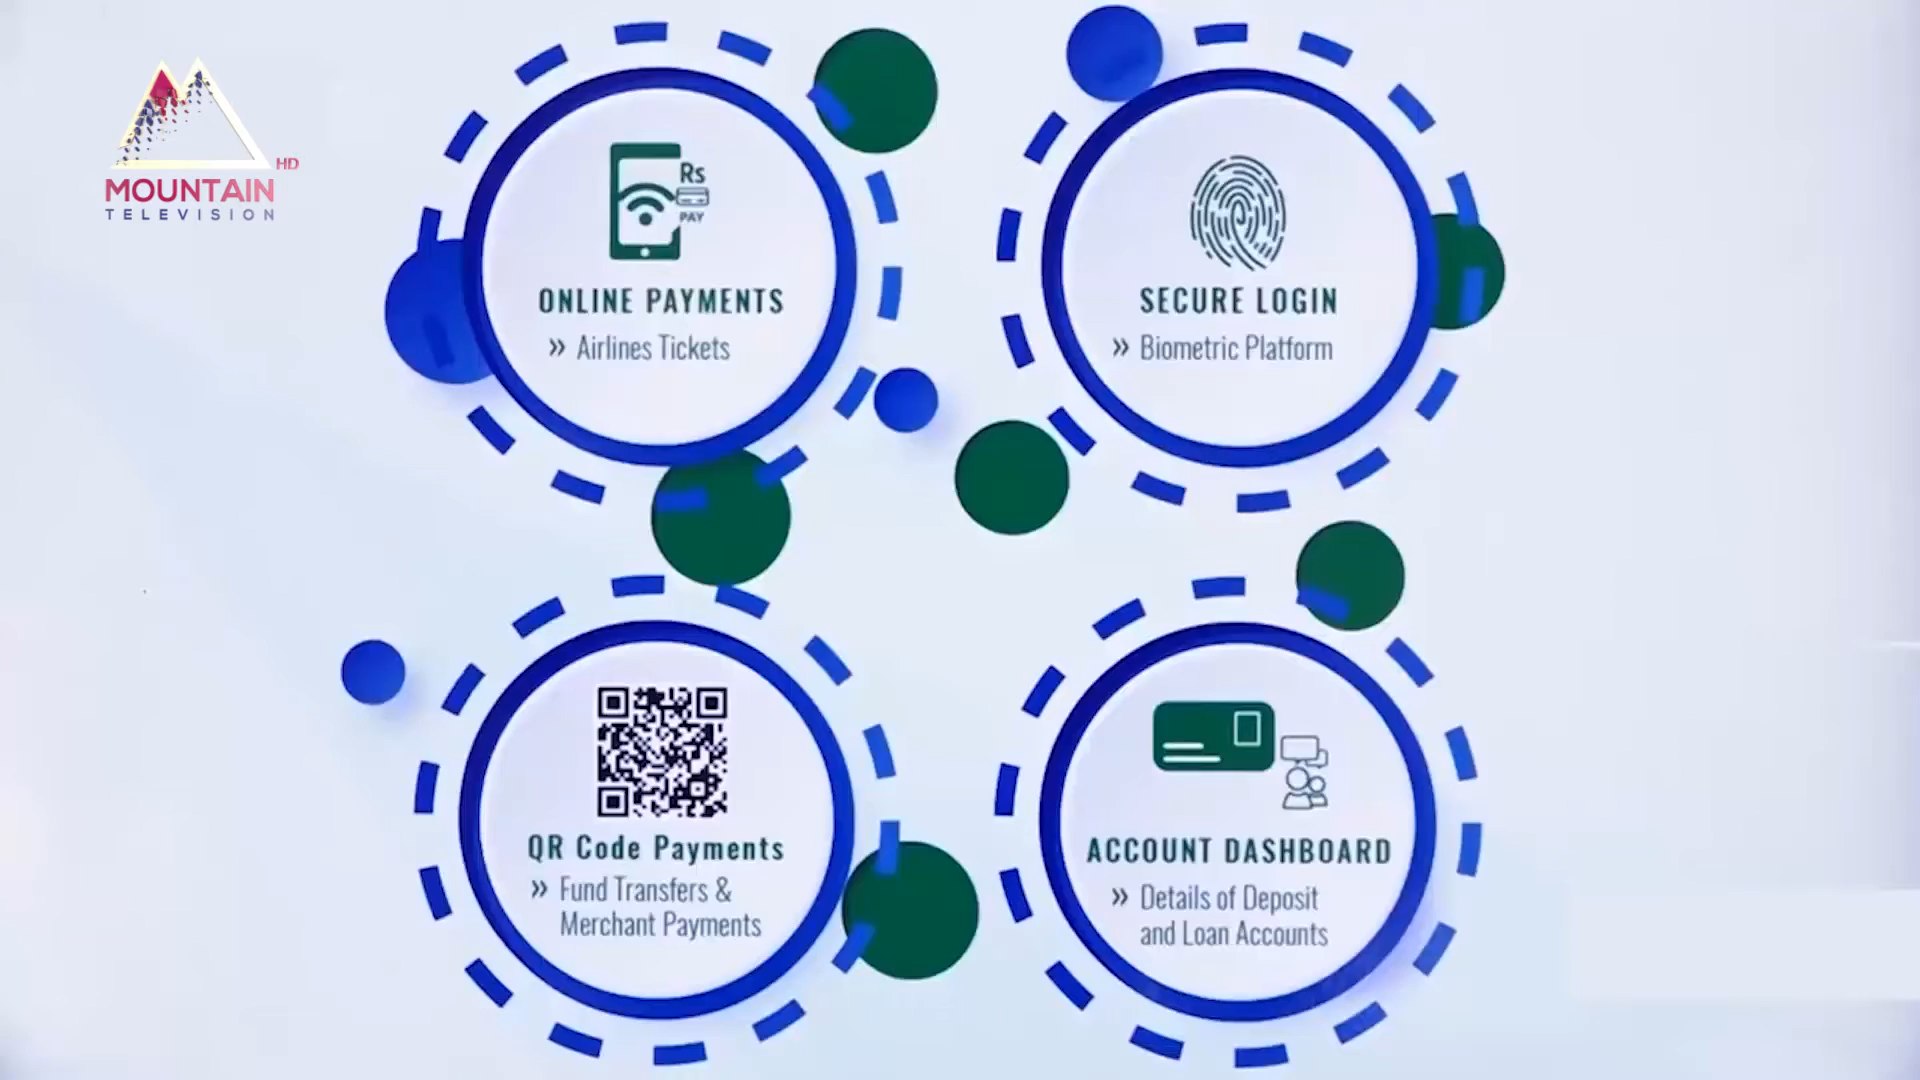 HD
MOUNTAIN
TELEVISION
Rs
PAY
ONLINE PAYMENTS
» Airlines Tickets
SECURE LOGIN
» Biometric Platform
QR Code Payments
» Fund Transfers &
Merchant Payments
ACCOUNT DASHBOARD
» Details of Deposit
and Loan Accounts